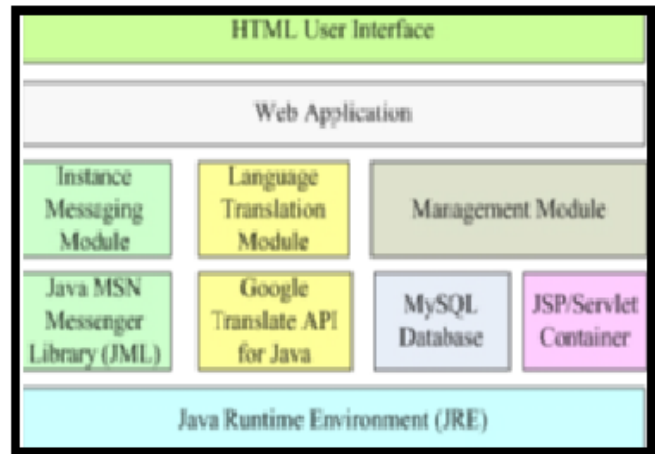 HTML User Interface
Web Application
Instance
Messaging
Module
Language
Translation
Module
Management Module
Java MSN
Messenger
Library (JML)
Google
Translate API
for Java
MySQL
Database
JSP/Servlet
Container
Java Runtime Environment (JRE)